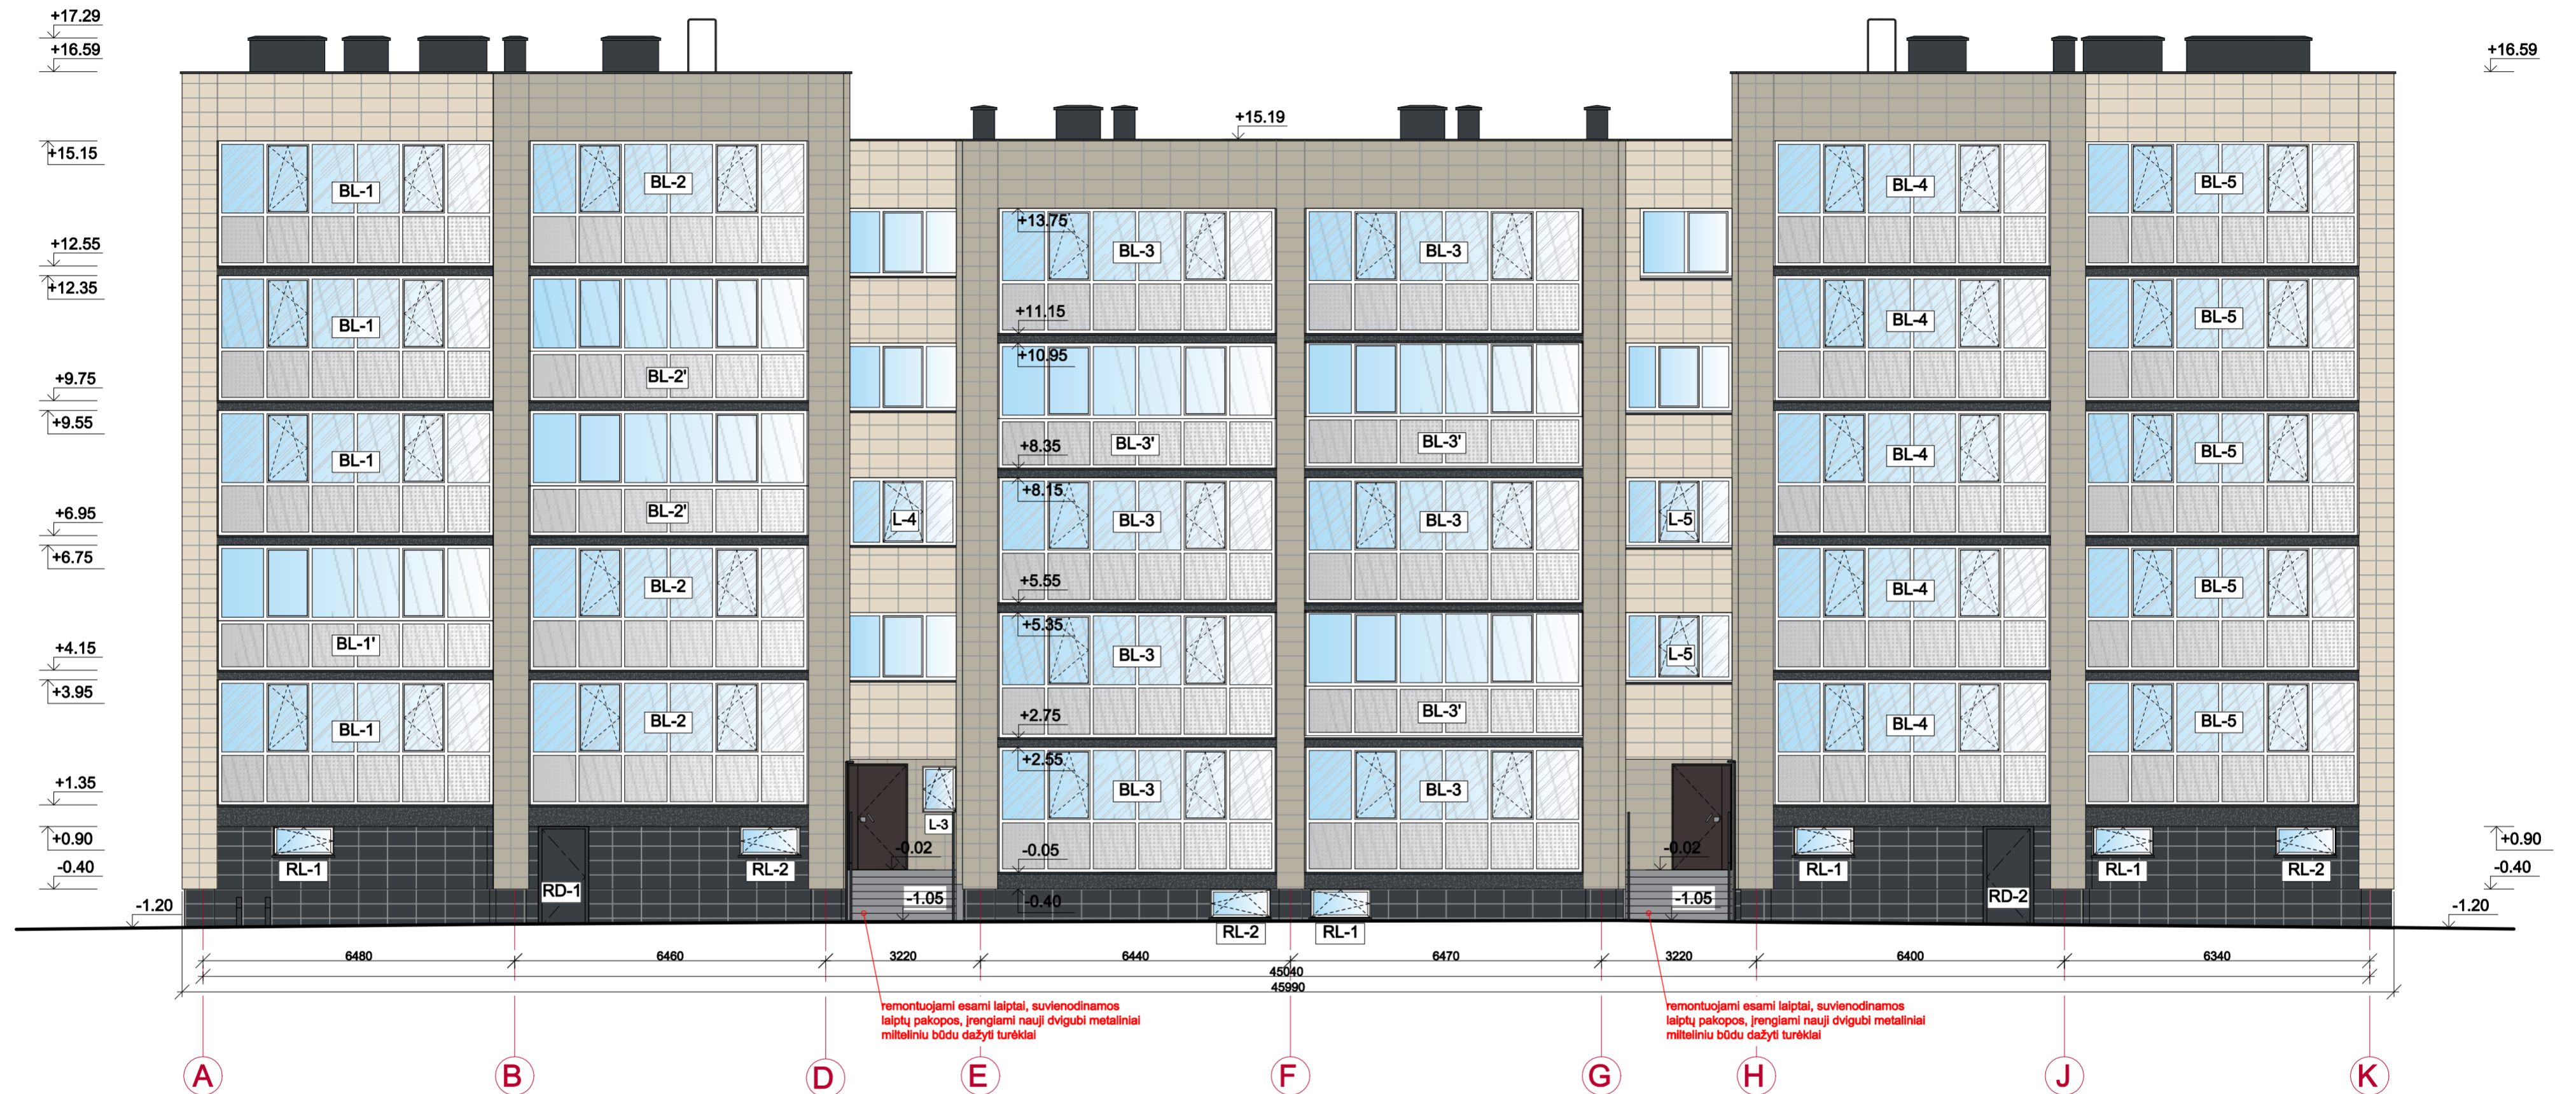 +17.29
+16.59
+16.59
+15.19
+15.15
BL-1
BL-2
BL-4
BL-5
+13.75
BL-3
BL-3
+12.55
+12.35
BL-1
BL-4
BL-5
+11.15
+10.95
BL-2'
+9.75
+9.55
BL-3'
BL-3'
+8.35
BL-1
BL-4
BL-5
+8.15
BL-2'
L-4
BL-3
BL-3
L-5
+6.95
+6.75
BL-2
+5.55
BL-4
BL-5
+5.35
BL-1'
BL-3
L-5
+4.15
+3.95
BL-3'
+2.75
BL-1
BL-2
BL-4
BL-5
+2.55
BL-3
BL-3
+1.35
L-3
+0.90
+0.90
-0.02
-0.05
-0.02
-0.40
RL-1
RL-2
RL-1
RL-1
RL-2
-0.40
RD-1
-1.05
-0.40
-1.05
RD-2
-1.20
-1.20
RL-2
RL-1
6480
6460
3220
6440
6470
3220
6400
6340
45040
45990
remontuojami esami laiptai, suvienodinamos
laiptų pakopos, įrengiami nauji dvigubi metaliniai
milteliniu būdu dažyti turėklai
remontuojami esami laiptai, suvienodinamos
laiptų pakopos, įrengiami nauji dvigubi metaliniai
milteliniu būdu dažyti turėklai
A
B
D
E
F
G
H
J
K